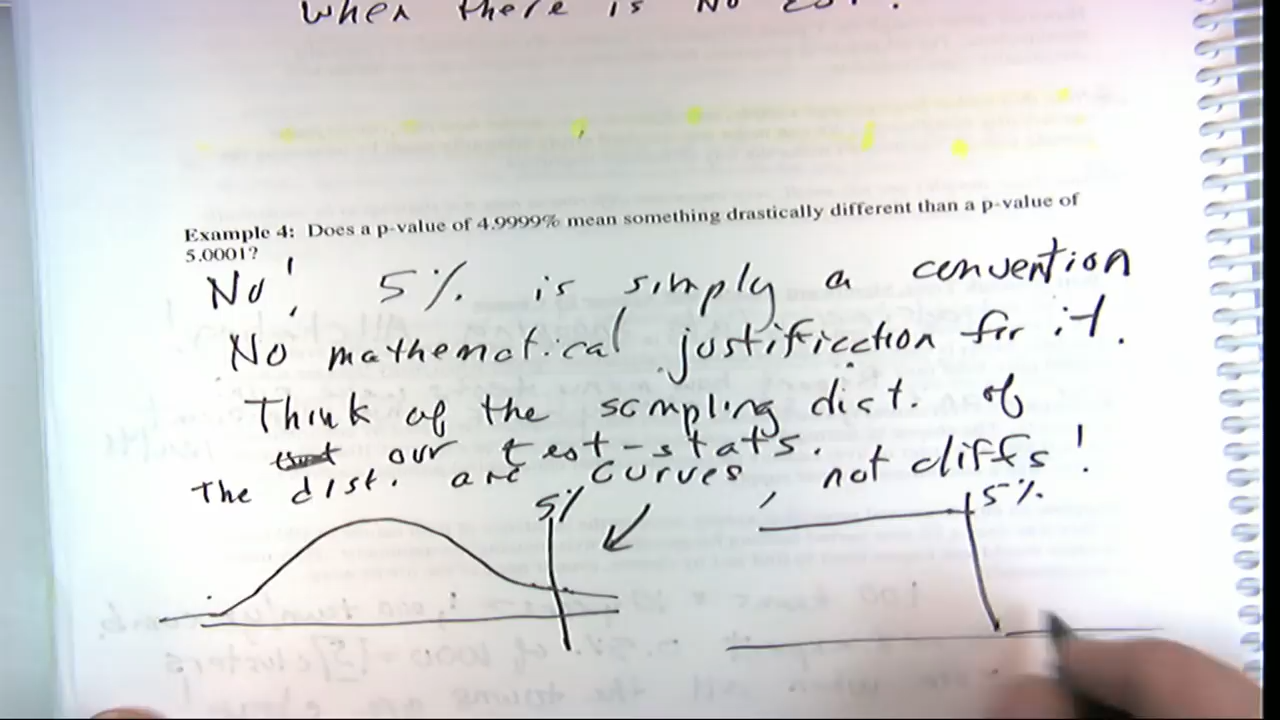 when there is No
Example 4: Does a p-value of 4.9999% mean something drastically different than a p-value of
5.0001?
No! 5% is simply a convention
No mathematical justification for it.
Think of the sampling dist. of
our test-stats.
The dist. are curves, not cliffs!
5%
5%